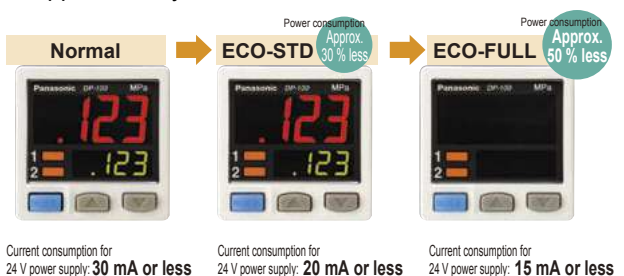 Power consumption
Approx.
30 % less
Power consumption
Approx.
50 % less
Normal
ECO-STD
ECO-FULL
Panasonic DP-100 MPa
.123
1
2
.123
Panasonic DP-100 MPa
.123
1
2
.123
Panasonic DP-100 MPa
1
2
Current consumption for
24 V power supply: 30 mA or less
Current consumption for
24 V power supply: 20 mA or less
Current consumption for
24 V power supply: 15 mA or less